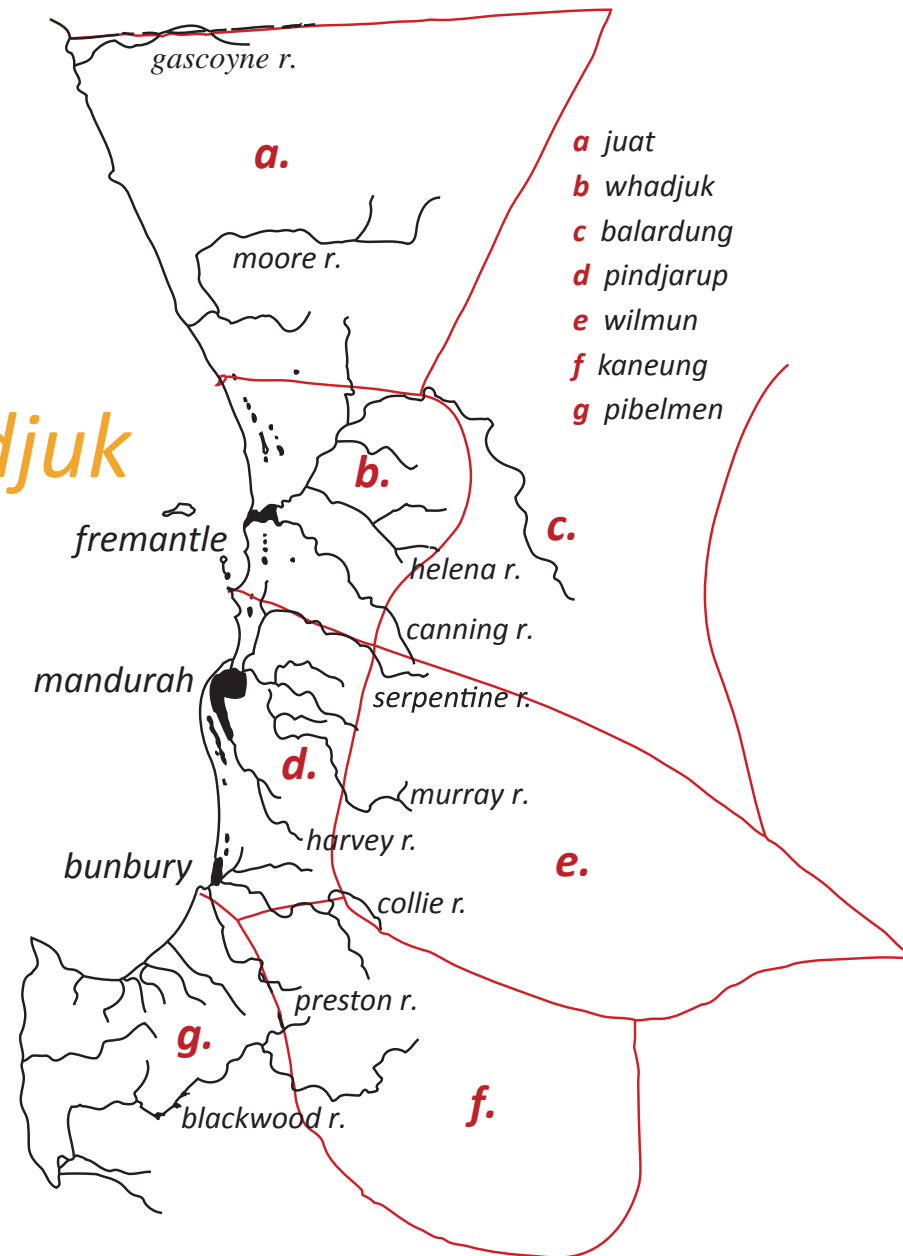 gascoyne r.
a.
a juat
b whadjuk
c balardung
d pindjarup
e wilmun
f kaneung
g pibelmen
moore r.
djuk
b.
c.
fremantle
helena r.
canning r.
mandurah
serpentine r.
d.
murray r.
harvey r.
bunbury
e.
collie r.
preston r.
g.
blackwood r.
f.